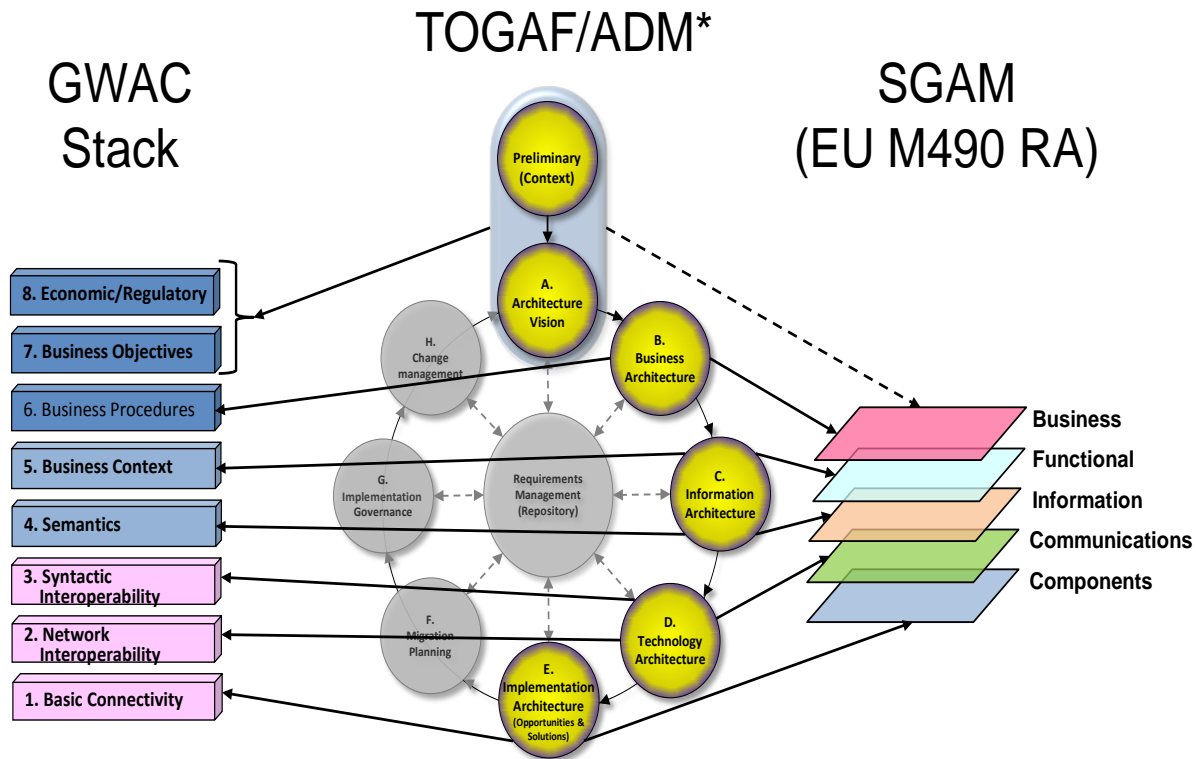 TOGAF/ADM*
GWAC
Stack
SGAM
(EU M490 RA)
Preliminary
(Context)
A.
Architecture
Vision
B.
Business
Architecture
C.
Information
Architecture
D.
Technology
Architecture
E.
Implementation
Architecture
(Opportunities &
Solutions)
F.
Migration
Planning
G.
Implementation
Governance
H.
Change
management
Requirements
Management
(Repository)
8. Economic/Regulatory
7. Business Objectives
6. Business Procedures
5. Business Context
4. Semantics
3. Syntactic
Interoperability
2. Network
Interoperability
1. Basic Connectivity
Business
Functional
Information
Communications
Components